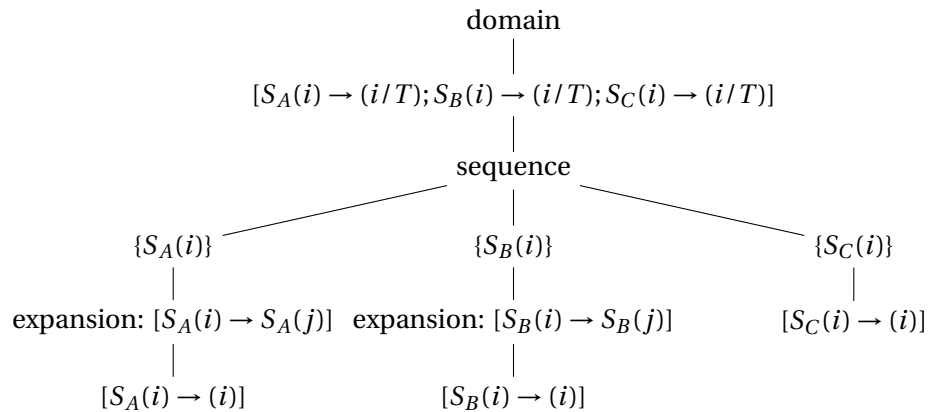 domain
[S_A(i) → (i/T); S_B(i) → (i/T); S_C(i) → (i/T)]
sequence
{S_A(i)} {S_B(i)} {S_C(i)}
expansion: [S_A(i) → S_A(j)] expansion: [S_B(i) → S_B(j)] [S_C(i) → (i)]
[S_A(i) → (i)] [S_B(i) → (i)]